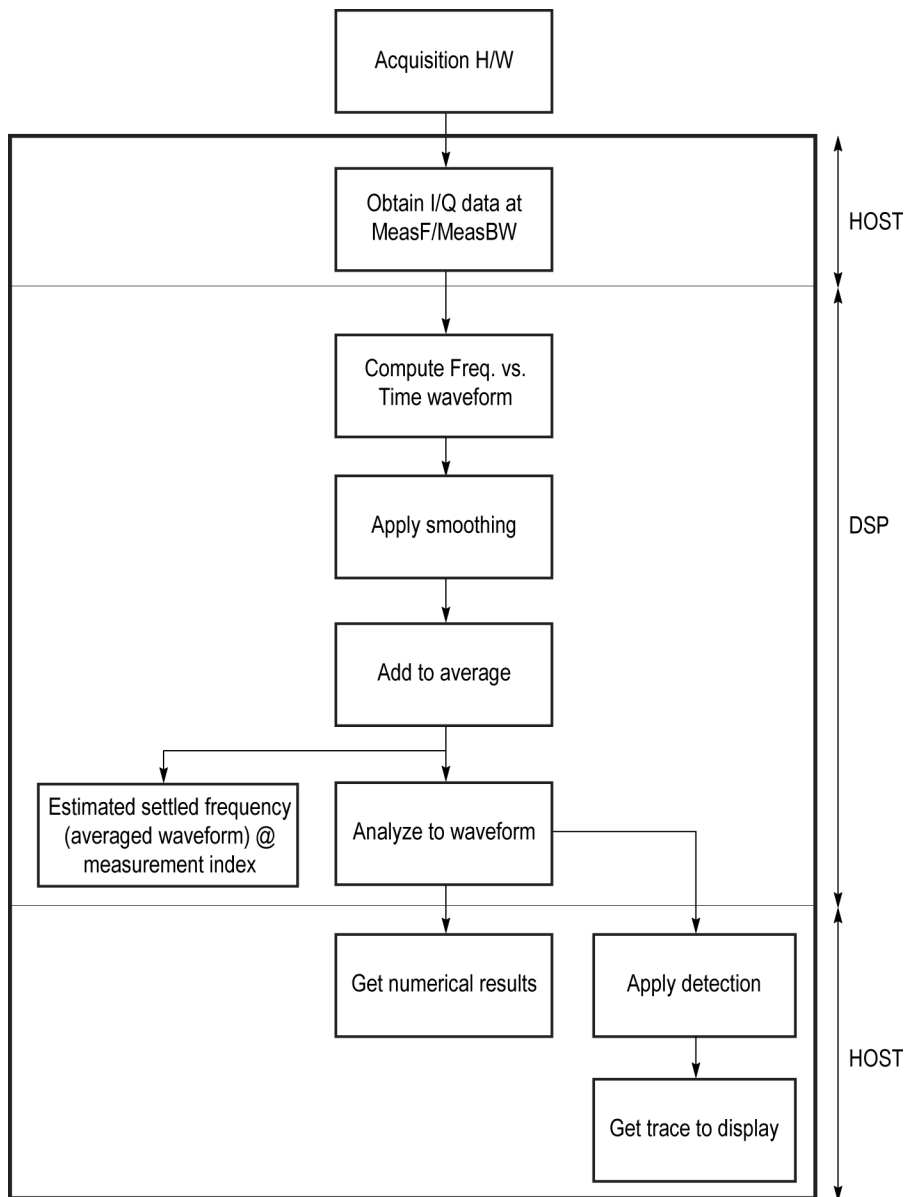 Acquisition H/W
Obtain I/Q data at
MeasF/MeasBW
HOST
Compute Freq. vs.
Time waveform
Apply smoothing
DSP
Add to average
Estimated settled frequency
(averaged waveform) @
measurement index
Analyze to waveform
Get numerical results
Apply detection
HOST
Get trace to display